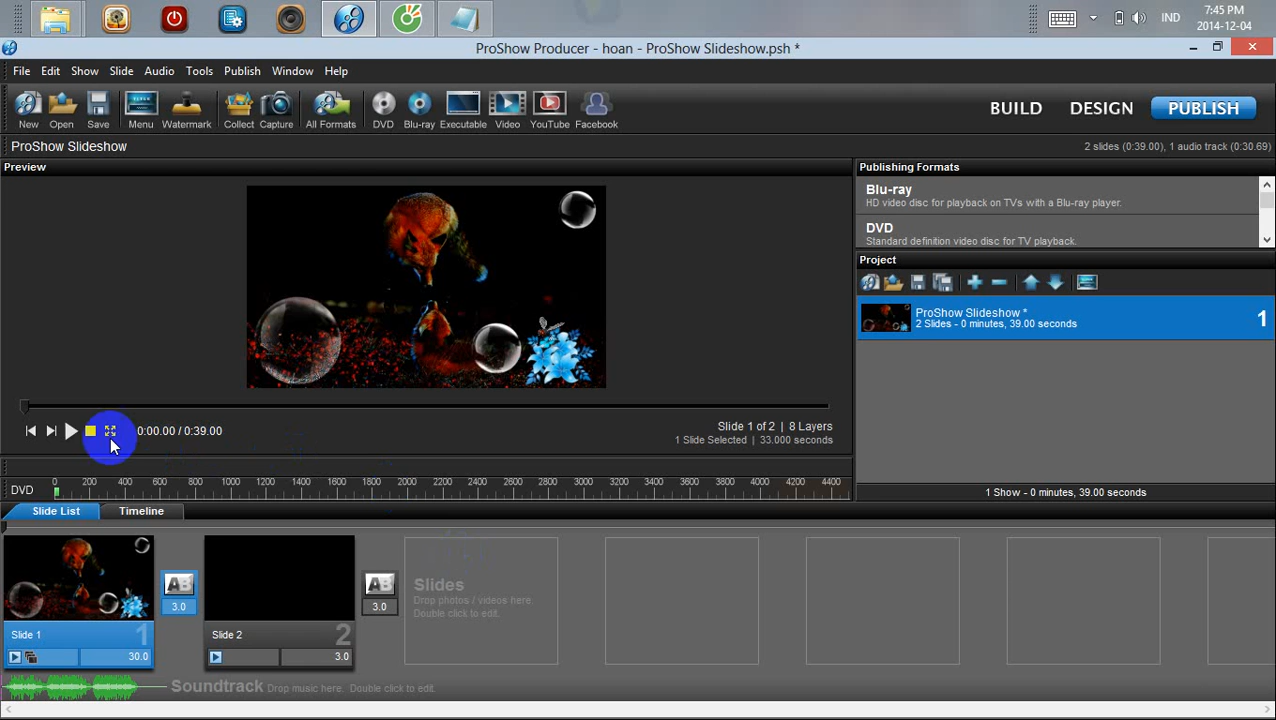 7:45 PM
IND
2014-12-04
ProShow Producer - hoan - ProShow Slideshow.psh *
File Edit Show Slide Audio Tools Publish Window Help
New Open Save Menu Watermark Collect Capture All Formats DVD Blu-ray Executable Video YouTube Facebook
BUILD DESIGN PUBLISH
ProShow Slideshow
2 slides (0:39.00), 1 audio track (0:30.69)
Preview
Publishing Formats
Blu-ray
HD video disc for playback on TVs with a Blu-ray player.
DVD
Standard definition video disc for TV playback.
Project
ProShow Slideshow *
2 Slides - 0 minutes, 39.00 seconds
1
0:00.00 / 0:39.00
Slide 1 of 2 | 8 Layers
1 Slide Selected | 33.000 seconds
DVD 0 200 400 600 800 1000 1200 1400 1600 1800 2000 2200 2400 2600 2800 3000 3200 3400 3600 3800 4000 4200 4400
1 Show - 0 minutes, 39.00 seconds
Slide List Timeline
AB
3.0
AB
3.0
Slides
Drop photos / videos here.
Double click to edit.
Slide 1
1
30.0
Slide 2
2
3.0
Soundtrack Drop music here. Double click to edit.